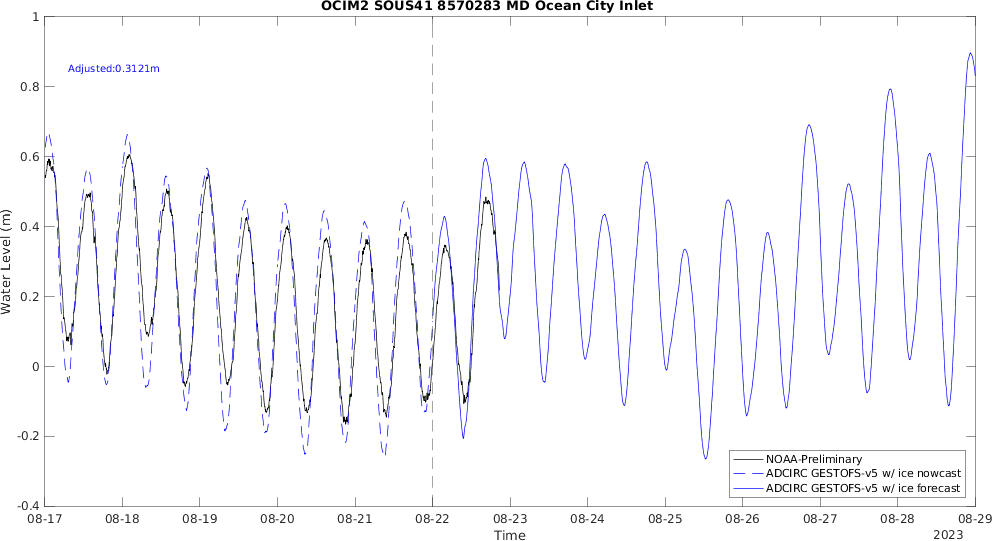 OCIM2 SOUS41 8570283 MD Ocean City Inlet
Adjusted:0.3121m
Water Level (m)
1
0.8
0.6
0.4
0.2
0
-0.2
-0.4
NOAA-Preliminary
ADCIRC GESTOFS-v5 w/ ice nowcast
ADCIRC GESTOFS-v5 w/ ice forecast
08-17 08-18 08-19 08-20 08-21 08-22 08-23 08-24 08-25 08-26 08-27 08-28 08-29
Time
2023